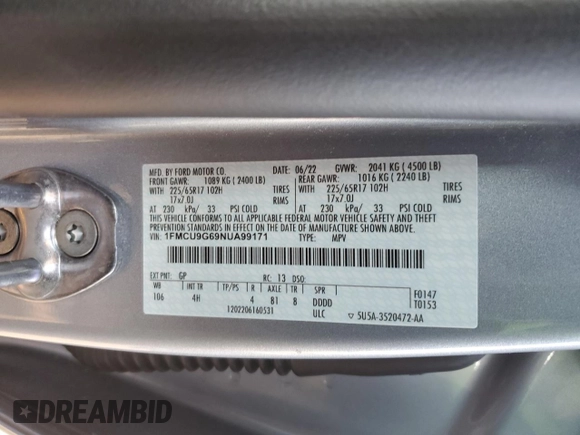 MFD. BY FORD MOTOR CO. 06/22 GVWR: 2041 KG ( 4500 LB)
FRONT GAWR: 1089 KG ( 2400 LB) REAR GAWR: 1016 KG ( 2240 LB)
WITH 225/65R17 102H TIRES WITH 225/65R17 102H TIRES
17x7.0J RIMS 17x7.0J RIMS
AT 230 kPa/ 33 PSI COLD AT 230 kPa/ 33 PSI COLD
THIS VEHICLE CONFORMS TO ALL APPLICABLE FEDERAL MOTOR VEHICLE SAFETY AND THEFT PREVENTION
STANDARDS IN EFFECT ON THE DATE OF MANUFACTURE SHOWN ABOVE.
VIN: 1FMCU9G69NUA99171 TYPE: MPV
EXT PNT: GP RC: 13 DSO:
WB INT TR TP/PS R AXLE TR SPR
106 4H 4 81 8 DDDD F0147
ULC T0153
1202206160531 ▽ 5U5A-3520472-AA
DREAMBID